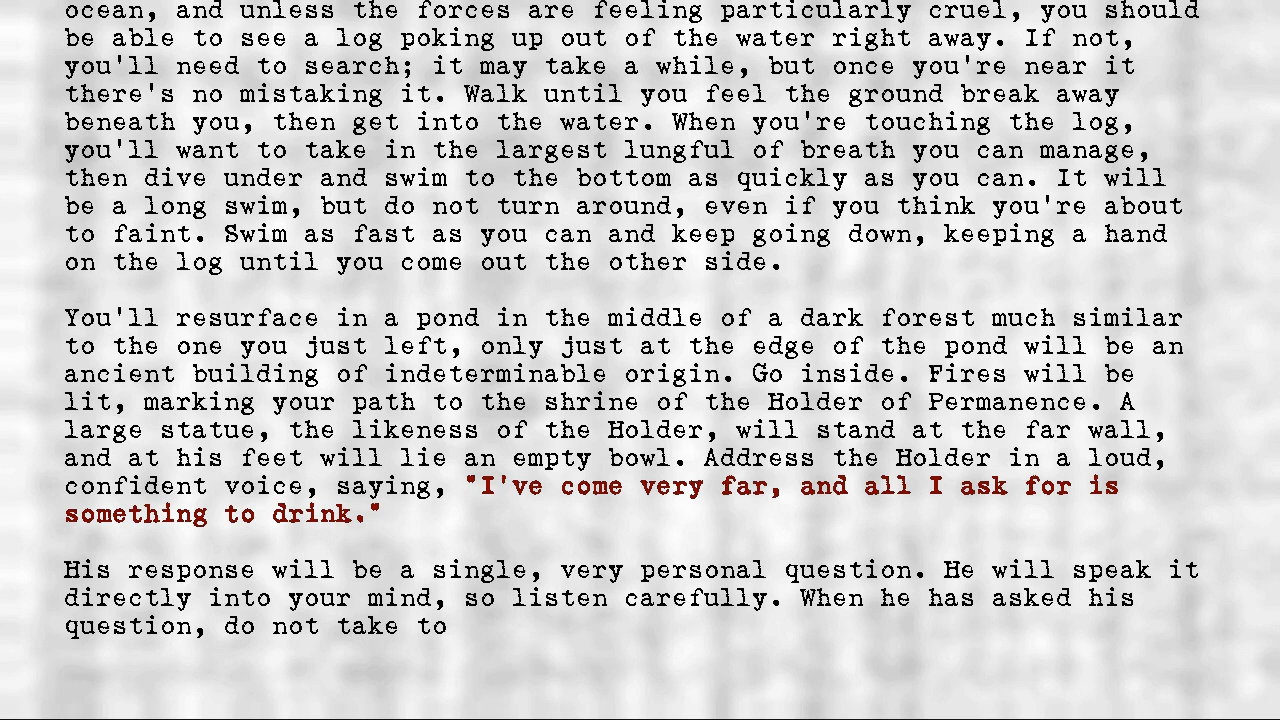 ocean, and unless the forces are feeling particularly cruel, you should
be able to see a log poking up out of the water right away. If not,
you'll need to search; it may take a while, but once you're near it
there's no mistaking it. Walk until you feel the ground break away
beneath you, then get into the water. When you're touching the log,
you'll want to take in the largest lungful of breath you can manage,
then dive under and swim to the bottom as quickly as you can. It will
be a long swim, but do not turn around, even if you think you're about
to faint. Swim as fast as you can and keep going down, keeping a hand
on the log until you come out the other side.
You'll resurface in a pond in the middle of a dark forest much similar
to the one you just left, only just at the edge of the pond will be an
ancient building of indeterminable origin. Go inside. Fires will be
lit, marking your path to the shrine of the Holder of Permanence. A
large statue, the likeness of the Holder, will stand at the far wall,
and at his feet will lie an empty bowl. Address the Holder in a loud,
confident voice, saying, "I've come very far, and all I ask for is
something to drink."
His response will be a single, very personal question. He will speak it
directly into your mind, so listen carefully. When he has asked his
question, do not take to